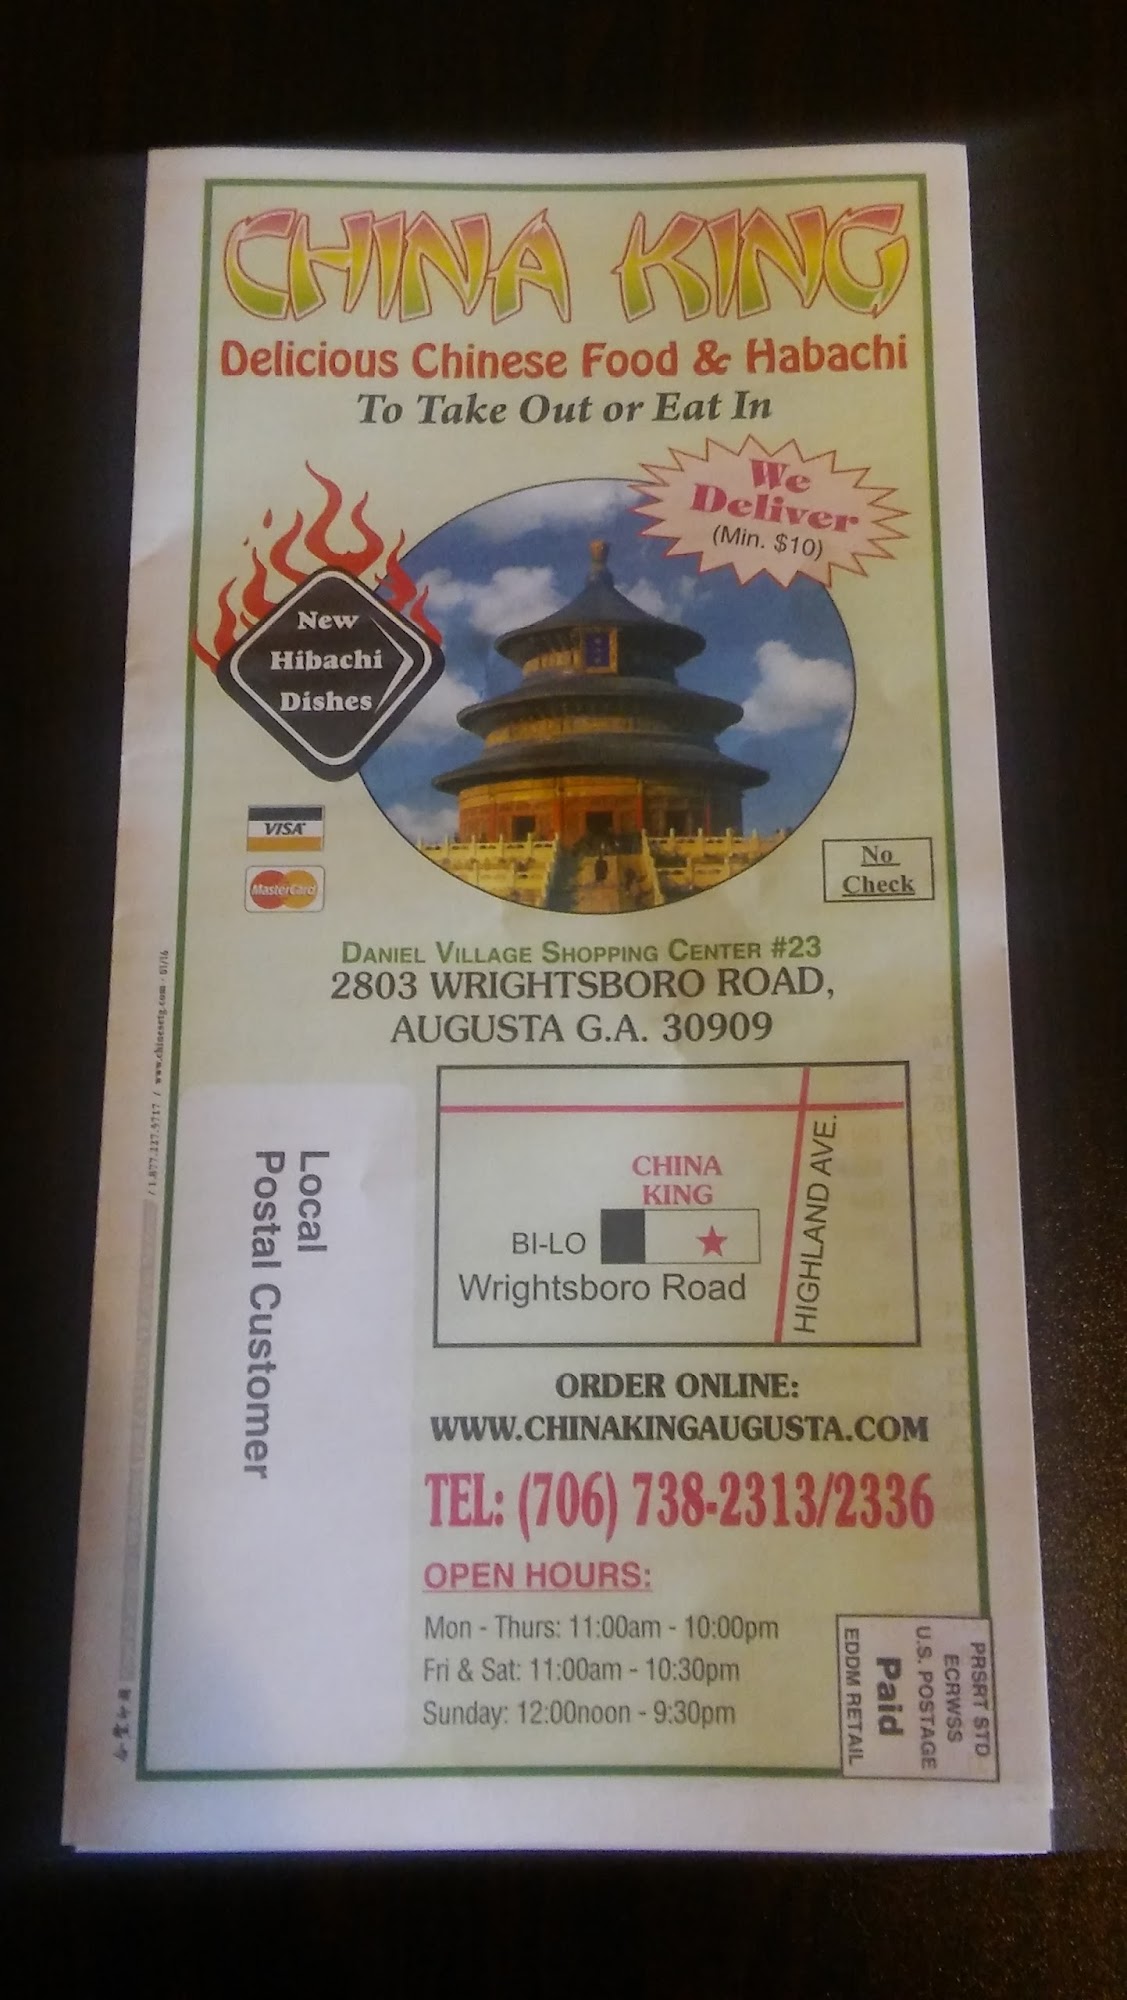 CHINA KING
Delicious Chinese Food & Habachi
To Take Out or Eat In
We
Deliver
(Min. $10)
New
Hibachi
Dishes
VISA
MasterCard
No
Check
DANIEL VILLAGE SHOPPING CENTER #23
2803 WRIGHTSBORO ROAD,
AUGUSTA G.A. 30909
CHINA
KING
BI-LO
Wrightsboro Road
HIGHLAND AVE.
Local
Postal Customer
ORDER ONLINE:
WWW.CHINAKINGAUGUSTA.COM
TEL: (706) 738-2313/2336
OPEN HOURS:
Mon - Thurs: 11:00am - 10:00pm
Fri & Sat: 11:00am - 10:30pm
Sunday: 12:00noon - 9:30pm
PRSRT STD
ECRWSS
U.S. POSTAGE
Paid
EDDM RETAIL
01/16